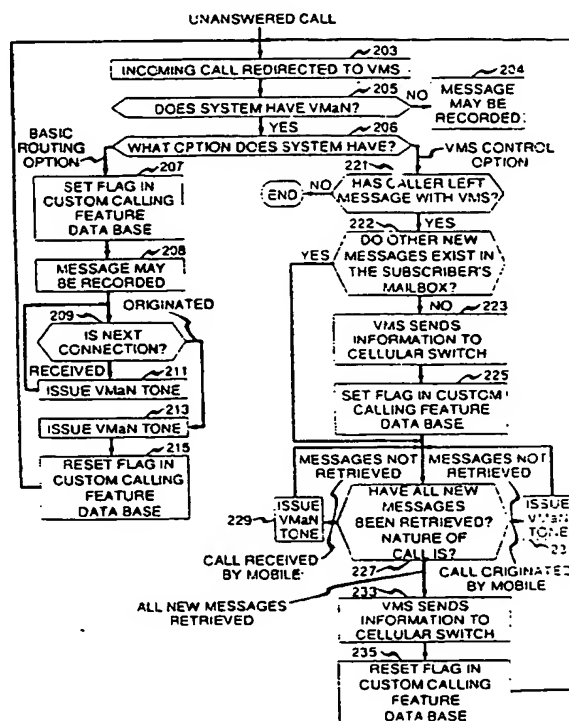 UNANSWERED CALL
203
INCOMING CALL REDIRECTED TO VMS
204
MESSAGE
MAY BE
RECORDED
205
DOES SYSTEM HAVE VMaN?
NO
YES
206
WHAT OPTION DOES SYSTEM HAVE?
BASIC
ROUTING
OPTION
207
SET FLAG IN
CUSTOM CALLING
FEATURE
DATA BASE
208
MESSAGE MAY
BE RECORDED
ORIGINATED
209
IS NEXT
CONNECTION?
RECEIVED
211
ISSUE VMaN TONE
213
ISSUE VMaN TONE
215
RESET FLAG IN
CUSTOM CALLING
FEATURE
DATA BASE
VMS CONTROL
OPTION
221
HAS CALLER LEFT
MESSAGE WITH VMS?
NO
END
YES
222
DO OTHER NEW
MESSAGES EXIST IN
THE SUBSCRIBER'S
MAILBOX?
YES
NO
223
VMS SENDS
INFORMATION TO
CELLULAR SWITCH
225
SET FLAG IN CUSTOM
CALLING FEATURE
DATA BASE
MESSAGES NOT
RETRIEVED
MESSAGES NOT
RETRIEVED
HAVE ALL NEW
MESSAGES
BEEN RETRIEVED?
NATURE OF
CALL IS?
227
ISSUE
VMaN
TONE
229
ISSUE
VMaN
TONE
CALL RECEIVED
BY MOBILE
CALL ORIGINATED
BY MOBILE
ALL NEW MESSAGES
RETRIEVED
233
VMS SENDS
INFORMATION TO
CELLULAR SWITCH
235
RESET FLAG IN
CUSTOM CALLING
FEATURE
DATA BASE